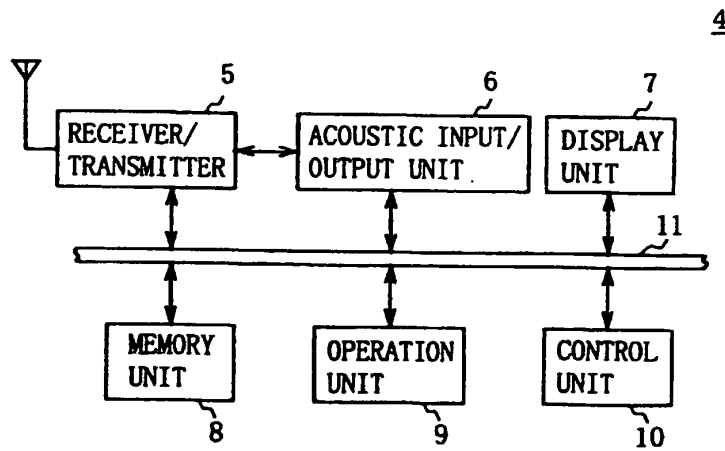 4
5
6
7
RECEIVER/
TRANSMITTER
ACOUSTIC INPUT/
OUTPUT UNIT
DISPLAY
UNIT
11
MEMORY
UNIT
OPERATION
UNIT
CONTROL
UNIT
8
9
10